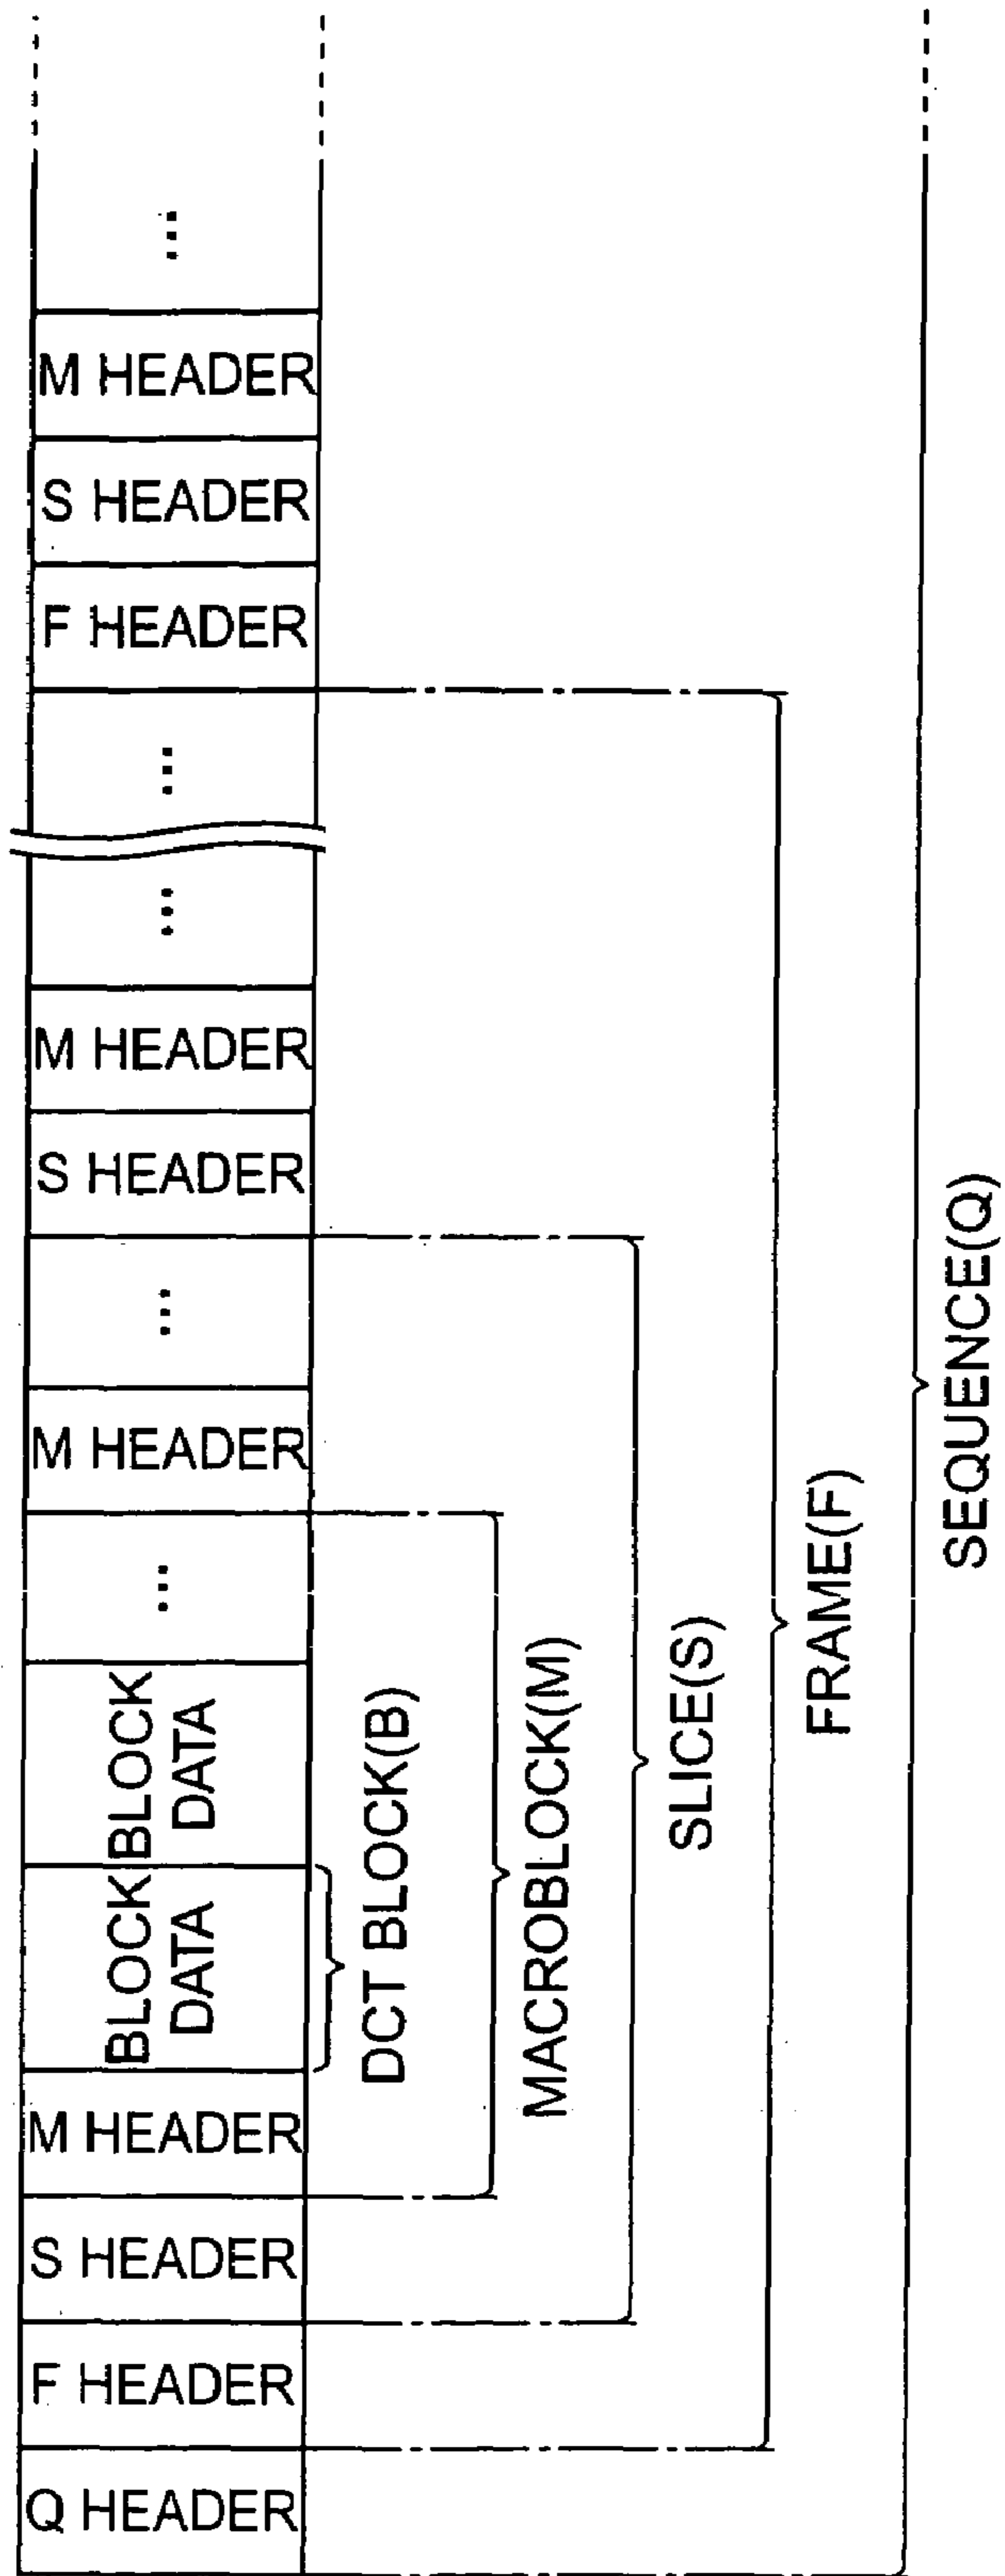 Q HEADER
F HEADER
S HEADER
M HEADER
BLOCK
DATA
BLOCK
DATA
...
M HEADER
...
S HEADER
M HEADER
...
...
F HEADER
S HEADER
M HEADER
...
DCT BLOCK(B)
MACROBLOCK(M)
SLICE(S)
FRAME(F)
SEQUENCE(Q)